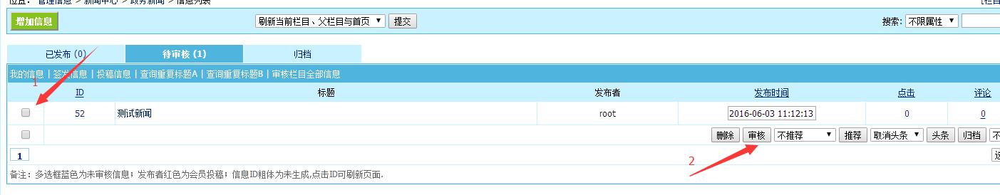 位置： 管理信息 > 新闻中心 > 政务新闻 > 信息列表
增加信息 刷新当前栏目、父栏目与首页 提交 搜索: 不限属性
已发布 (0) 待审核 (1) 归档
我的信息 | 签发信息 | 投稿信息 | 查询重复标题A | 查询重复标题B | 审核栏目全部信息
1
ID 标题 发布者 发布时间 点击 评论
52 测试新闻 root 2016-06-03 11:12:13 0 0
删除 审核 不推荐 推荐 取消头条 头条 归档
2
1
备注：多选框蓝色为未审核信息；发布者红色为会员投稿；信息ID粗体为未生成,点击ID可刷新页面.